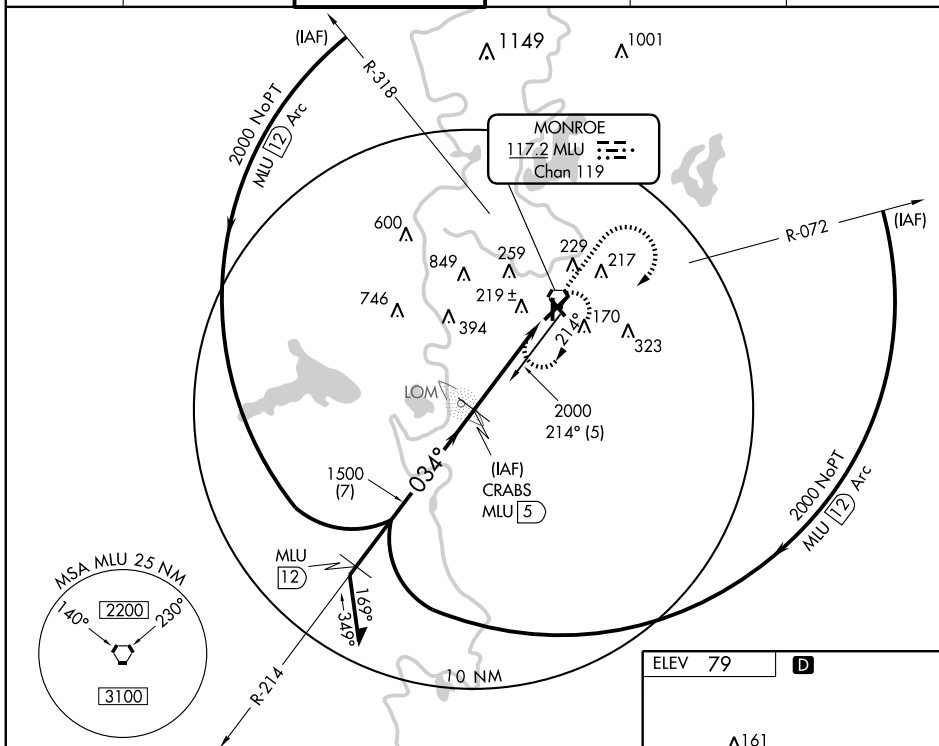 (IAF)
1149
1001
R-318
2000 NoPT
MLU 12 Arc
MONROE
117.2 MLU
Chan 119
R-072
(IAF)
600
849
259
229
217
746
394
219 ±
170
323
214°
LOM
2000
214° (5)
034°
(IAF)
CRABS
MLU 5
1500
(7)
2000 NoPT
MLU 12 Arc
MLU
12
169°
349°
MSA MLU 25 NM
140°
2200
230°
3100
R-214
10 NM
ELEV 79
D
161